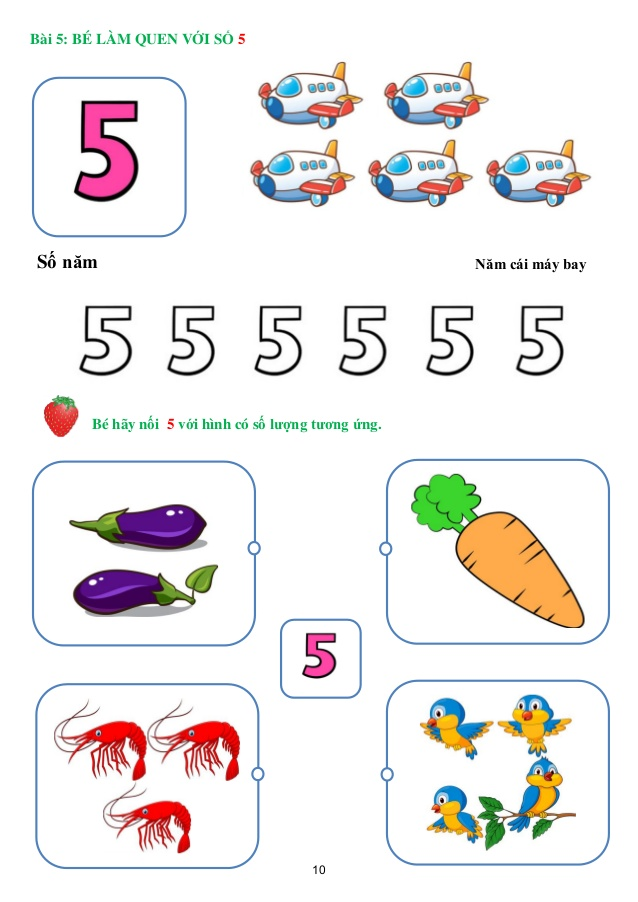 Bài 5: BÉ LÀM QUEN VỚI SỐ 5
5
Số năm
Năm cái máy bay
5 5 5 5 5 5
Bé hãy nối 5 với hình có số lượng tương ứng.
5
10